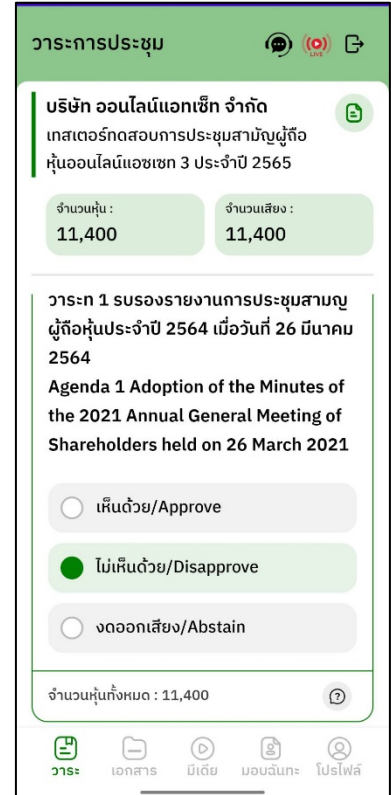 วาระการประชุม
LIVE
บริษัท ออนไลน์แอทเซ็ท จำกัด
เทสเตอร์ทดสอบการประชุมสามัญผู้ถือ
หุ้นออนไลน์แอซเซท 3 ประจำปี 2565
จำนวนหุ้น : จำนวนเสียง :
11,400 11,400
วาระที่ 1 รับรองรายงานการประชุมสามัญ
ผู้ถือหุ้นประจำปี 2564 เมื่อวันที่ 26 มีนาคม
2564
Agenda 1 Adoption of the Minutes of
the 2021 Annual General Meeting of
Shareholders held on 26 March 2021
เห็นด้วย/Approve
ไม่เห็นด้วย/Disapprove
งดออกเสียง/Abstain
จำนวนหุ้นทั้งหมด : 11,400
วาระ เอกสาร มีเดีย มอบฉันทะ โปรไฟล์